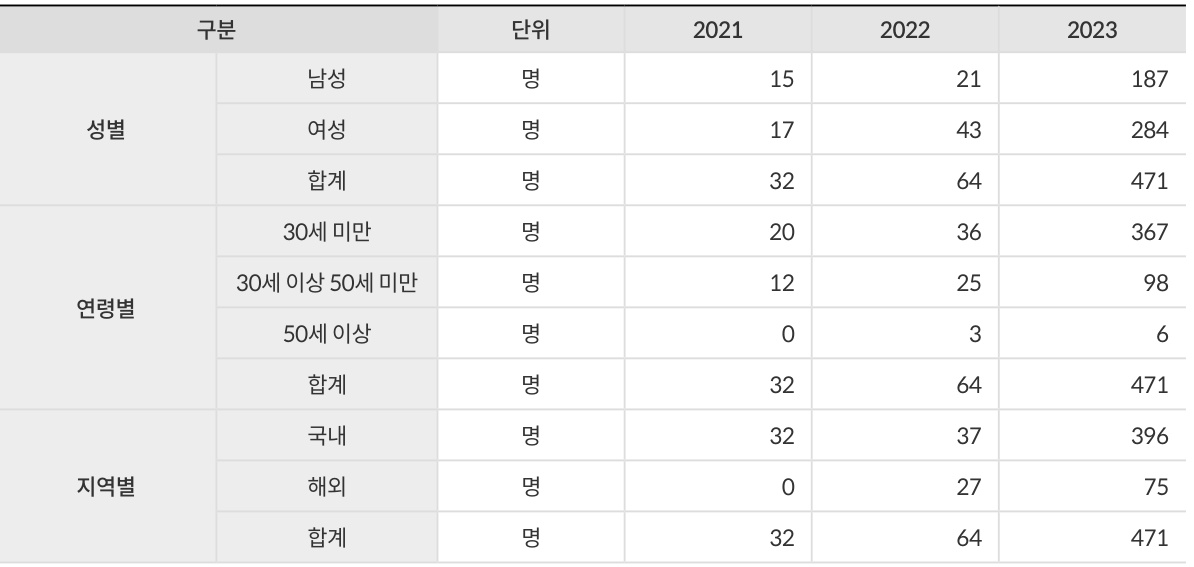 구분 단위 2021 2022 2023
성별 남성 명 15 21 187
여성 명 17 43 284
합계 명 32 64 471
연령별 30세 미만 명 20 36 367
30세 이상 50세 미만 명 12 25 98
50세 이상 명 0 3 6
합계 명 32 64 471
지역별 국내 명 32 37 396
해외 명 0 27 75
합계 명 32 64 471